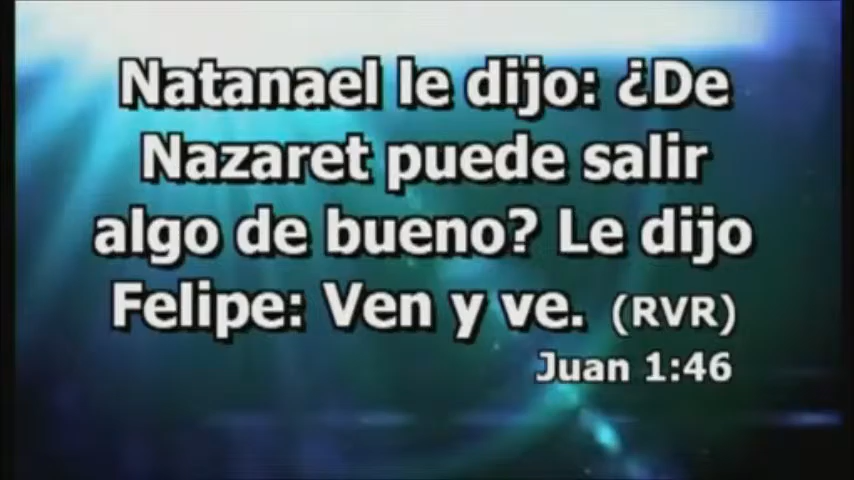 Natanael le dijo: ¿De
Nazaret puede salir
algo de bueno? Le dijo
Felipe: Ven y ve. (RVR)
Juan 1:46